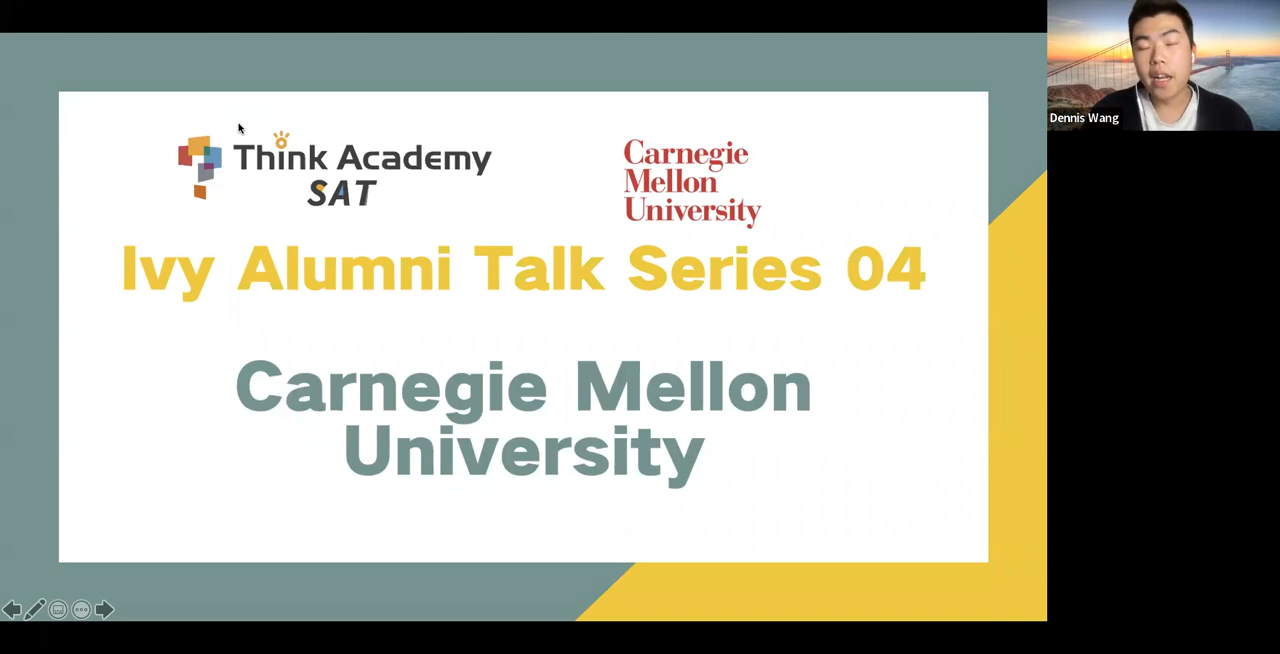 Think Academy
SAT
Carnegie
Mellon
University
Ivy Alumni Talk Series 04
Carnegie Mellon
University
Dennis Wang